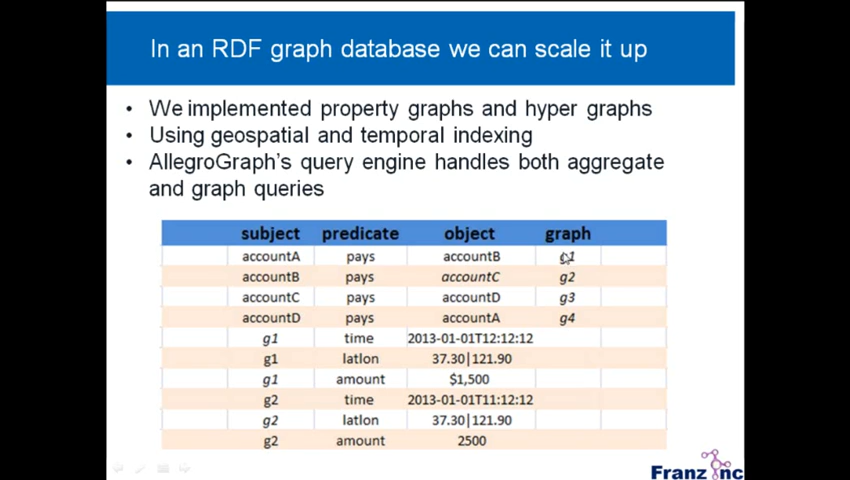 In an RDF graph database we can scale it up
• We implemented property graphs and hyper graphs
• Using geospatial and temporal indexing
• AllegroGraph's query engine handles both aggregate
and graph queries
subject predicate object graph
accountA pays accountB g1
accountB pays accountC g2
accountC pays accountD g3
accountD pays accountA g4
g1 time 2013-01-01T12:12:12
g1 latlon 37.30|121.90
g1 amount $1,500
g2 time 2013-01-01T11:12:12
g2 latlon 37.30|121.90
g2 amount 2500
Franz Inc